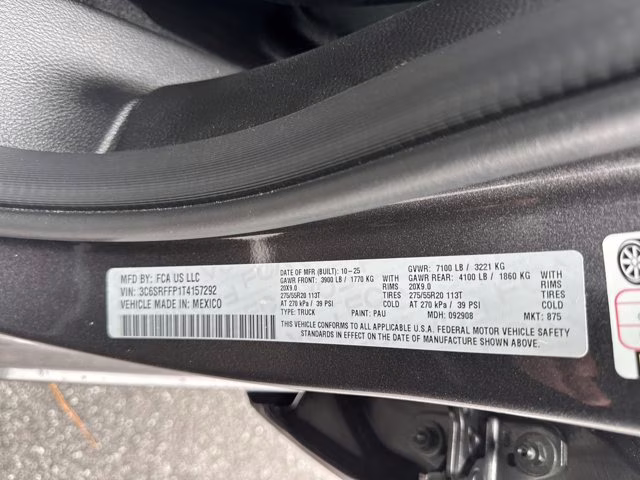 MFD BY: FCA US LLC
VIN: 3C6SRFFP1T4157292
VEHICLE MADE IN: MEXICO
DATE OF MFR (BUILT): 10-25
GVWR: 7100 LB / 3221 KG
GAWR FRONT: 3900 LB / 1770 KG
GAWR REAR: 4100 LB / 1860 KG
20X9.0 RIMS 20X9.0 RIMS
275/55R20 113T TIRES 275/55R20 113T TIRES
AT 270 kPa / 39 PSI COLD AT 270 kPa / 39 PSI COLD
TYPE: TRUCK PAINT: PAU MDH: 092908 MKT: 875
THIS VEHICLE CONFORMS TO ALL APPLICABLE U.S.A. FEDERAL MOTOR VEHICLE SAFETY
STANDARDS IN EFFECT ON THE DATE OF MANUFACTURE SHOWN ABOVE.